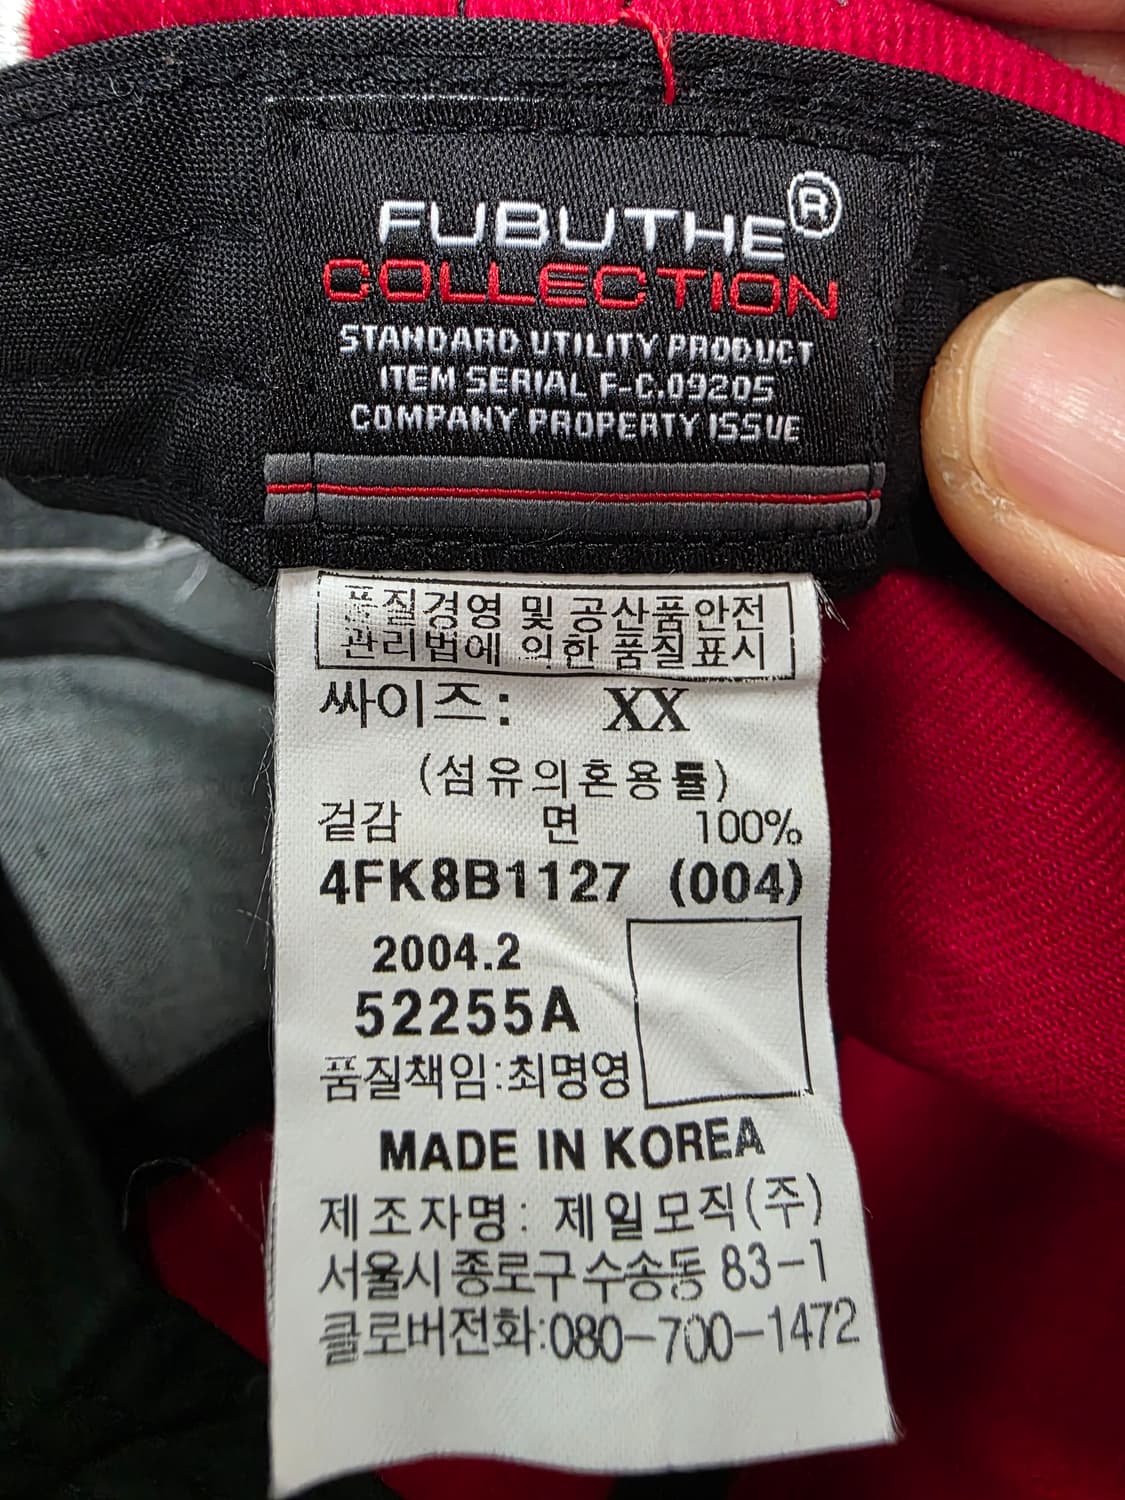 FUBUTHE®
COLLECTION
STANDARD UTILITY PRODUCT
ITEM SERIAL F-C.09205
COMPANY PROPERTY ISSUE
품질경영 및 공산품안전
관리법에 의한 품질표시
싸이즈: XX
(섬유의혼용률)
겉감 면 100%
4FK8B1127 (004)
2004.2
52255A
품질책임:최명영
MADE IN KOREA
제조자명: 제일모직(주)
서울시종로구수송동 83-1
클로버전화:080-700-1472